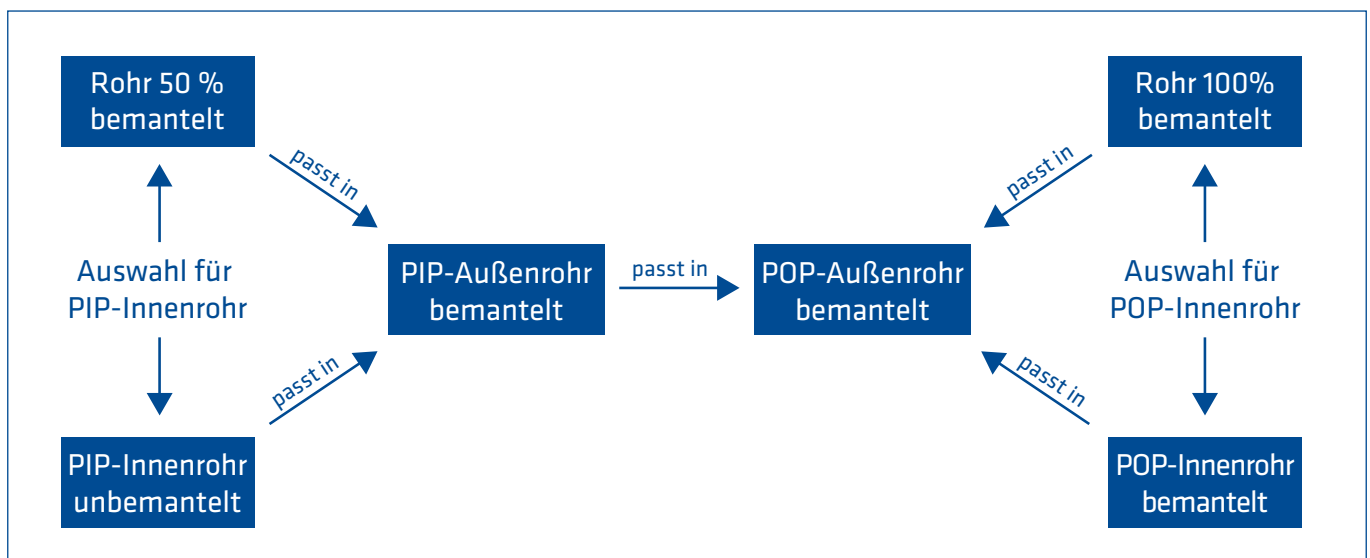 Rohr 50 %
bemantelt
Rohr 100%
bemantelt
passt in
passt in
Auswahl für
PIP-Innenrohr
PIP-Außenrohr
bemantelt
passt in
POP-Außenrohr
bemantelt
Auswahl für
POP-Innenrohr
passt in
passt in
PIP-Innenrohr
unbemantelt
POP-Innenrohr
bemantelt